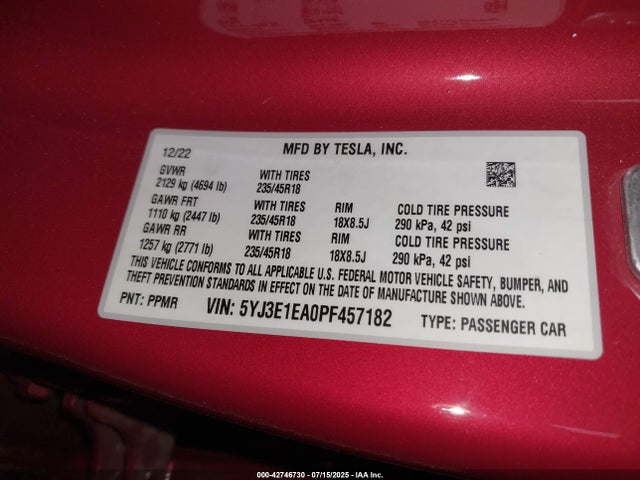 MFD BY TESLA, INC.
12/22
GVWR WITH TIRES
2129 kg (4694 lb) 235/45R18
GAWR FRT WITH TIRES RIM COLD TIRE PRESSURE
1110 kg (2447 lb) 235/45R18 18X8.5J 290 kPa, 42 psi
GAWR RR WITH TIRES RIM COLD TIRE PRESSURE
1257 kg (2771 lb) 235/45R18 18X8.5J 290 kPa, 42 psi
THIS VEHICLE CONFORMS TO ALL APPLICABLE U.S. FEDERAL MOTOR VEHICLE SAFETY, BUMPER, AND
THEFT PREVENTION STANDARDS IN EFFECT ON THE DATE OF MANUFACTURE SHOWN ABOVE.
PNT: PPMR VIN: 5YJ3E1EA0PF457182 TYPE: PASSENGER CAR
000-42746730 - 07/15/2025 - IAA Inc.